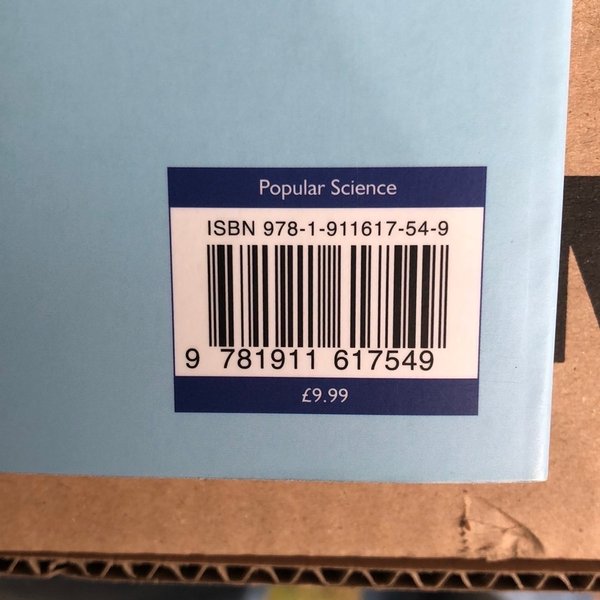 Popular Science
ISBN 978-1-911617-54-9
9 781911 617549
£9.99